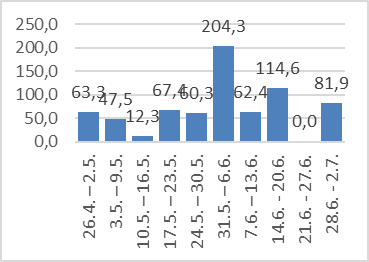 250,0
200,0
150,0
100,0
50,0
0,0
63,3
47,5
12,3
67,4
60,3
204,3
62,4
114,6
0,0
81,9
26.4. – 2.5.
3.5. – 9.5.
10.5. – 16.5.
17.5. – 23.5.
24.5. – 30.5.
31.5. – 6.6.
7.6. – 13.6.
14.6. - 20.6.
21.6. - 27.6.
28.6. - 2.7.